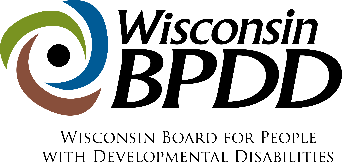 Wisconsin
BPDD
WISCONSIN BOARD FOR PEOPLE
WITH DEVELOPMENTAL DISABILITIES